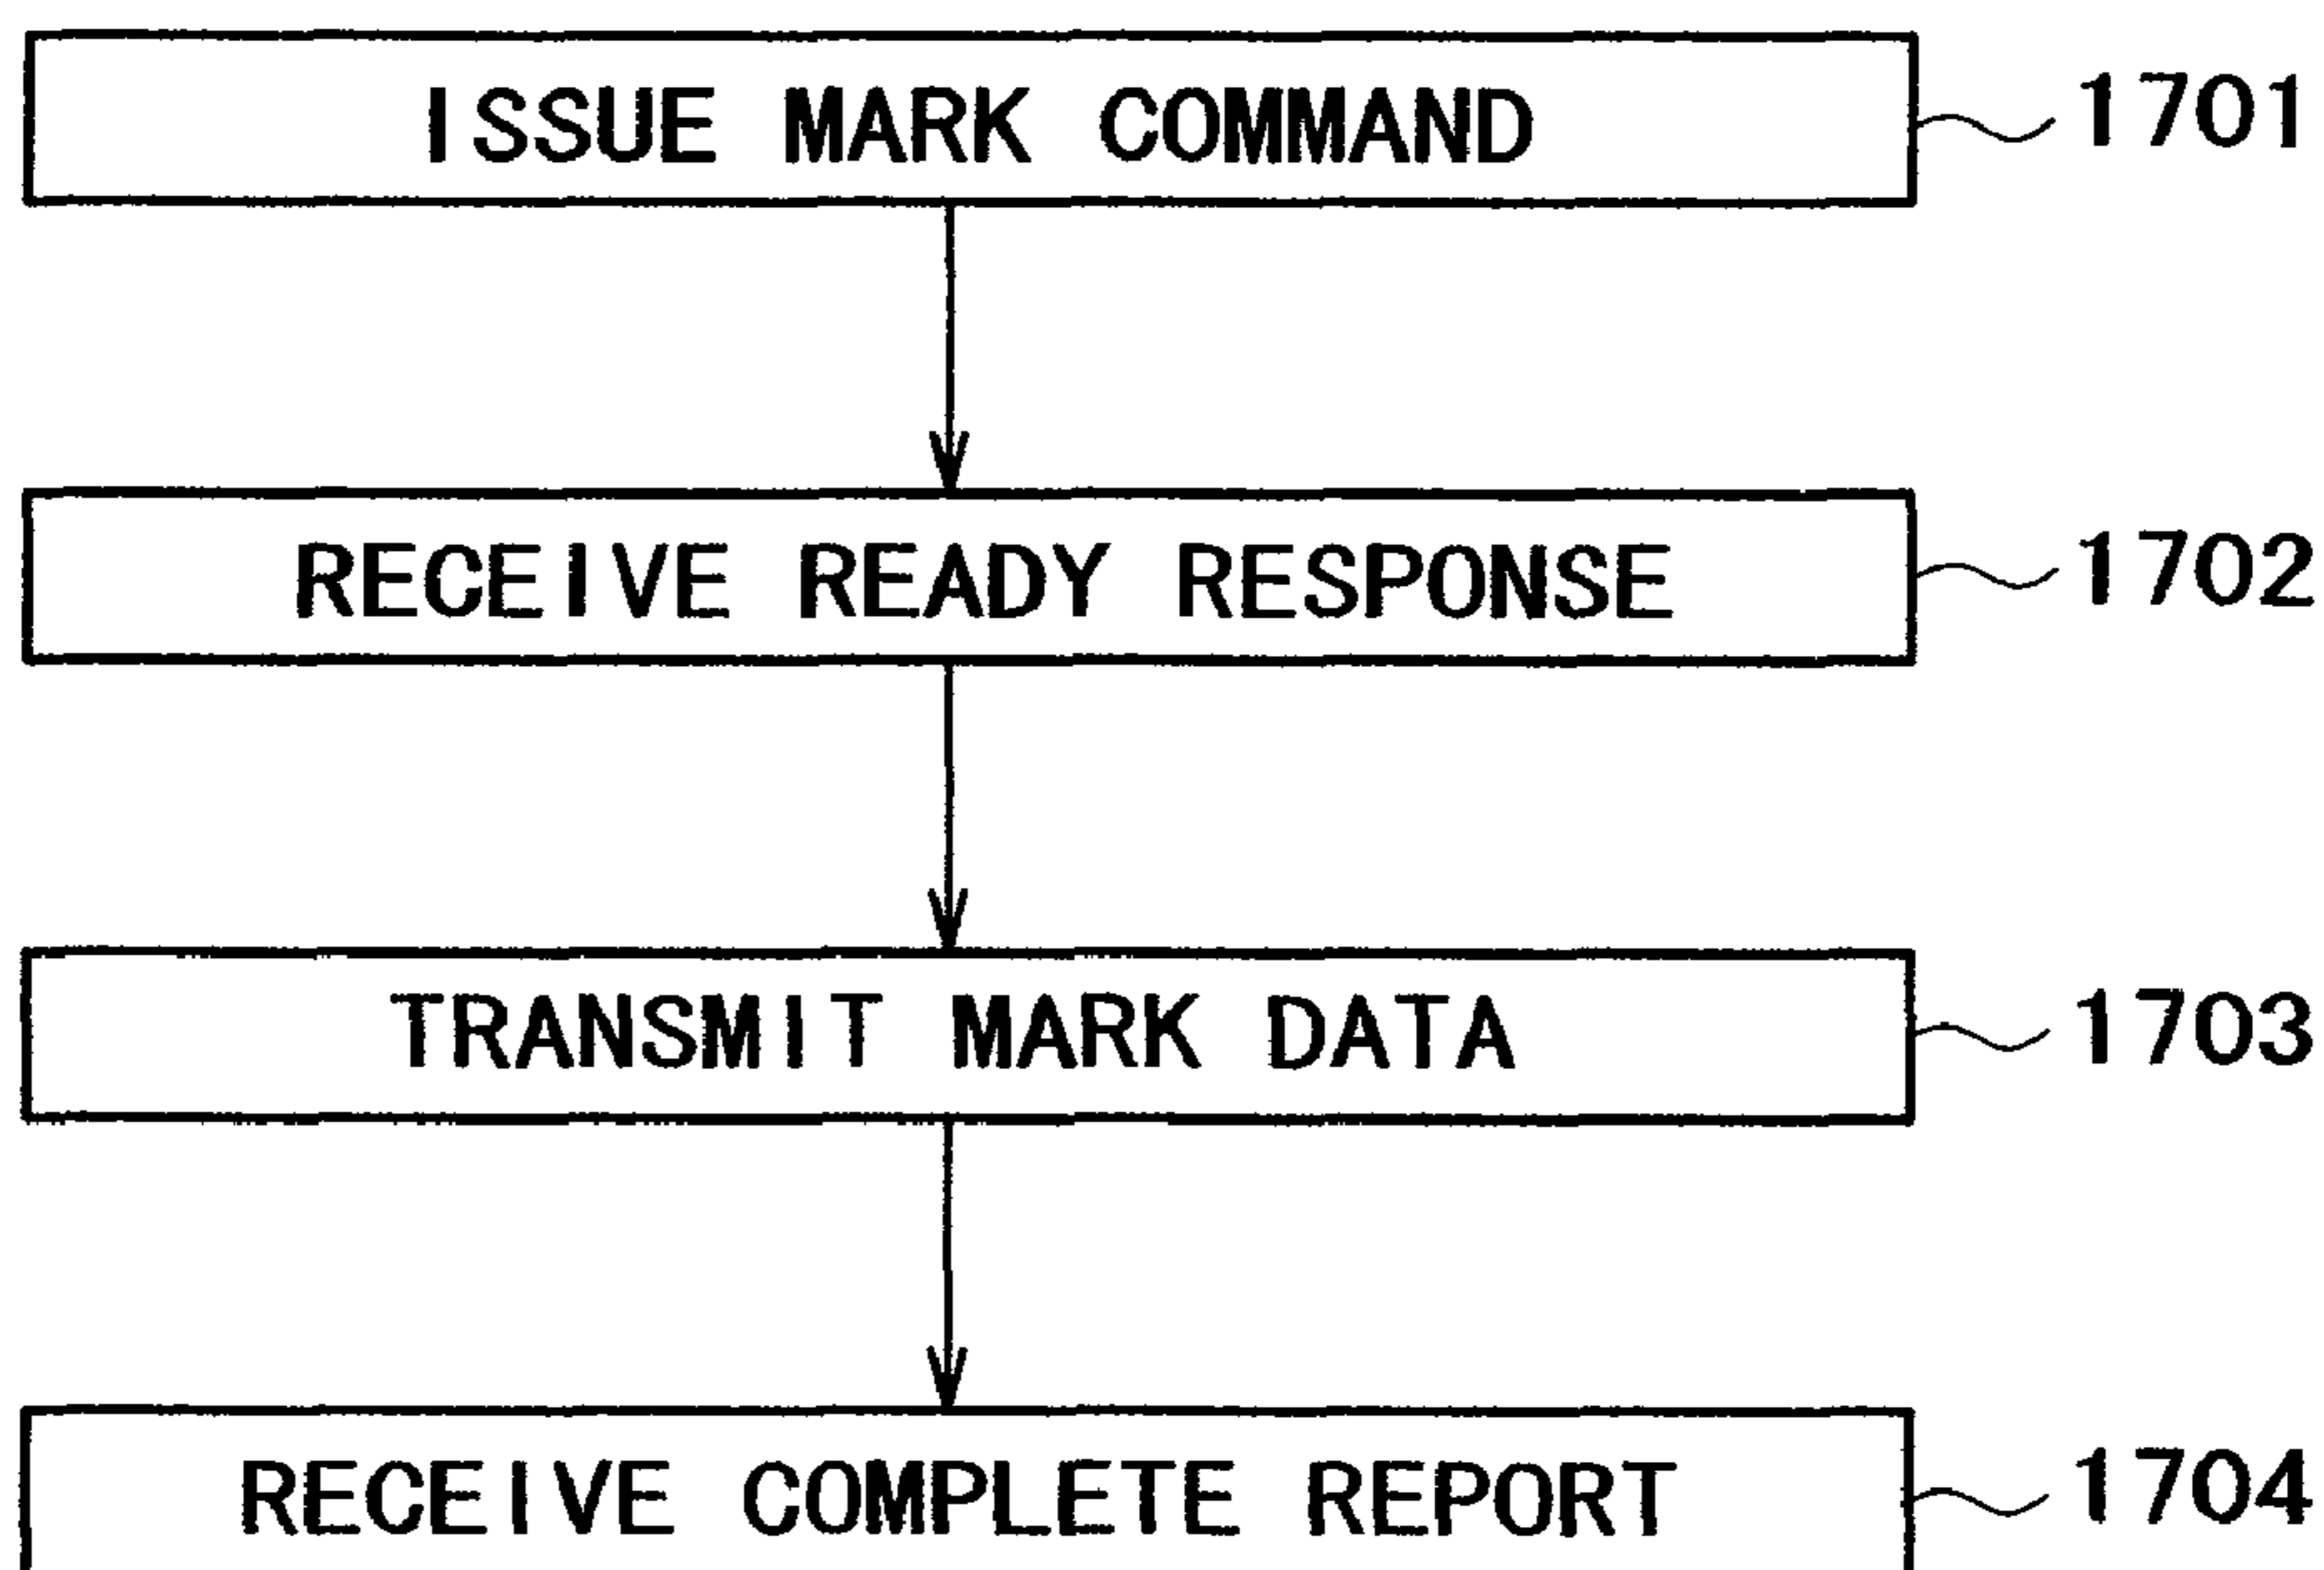 ISSUE MARK COMMAND 1701
RECEIVE READY RESPONSE 1702
TRANSMIT MARK DATA 1703
RECEIVE COMPLETE REPORT 1704